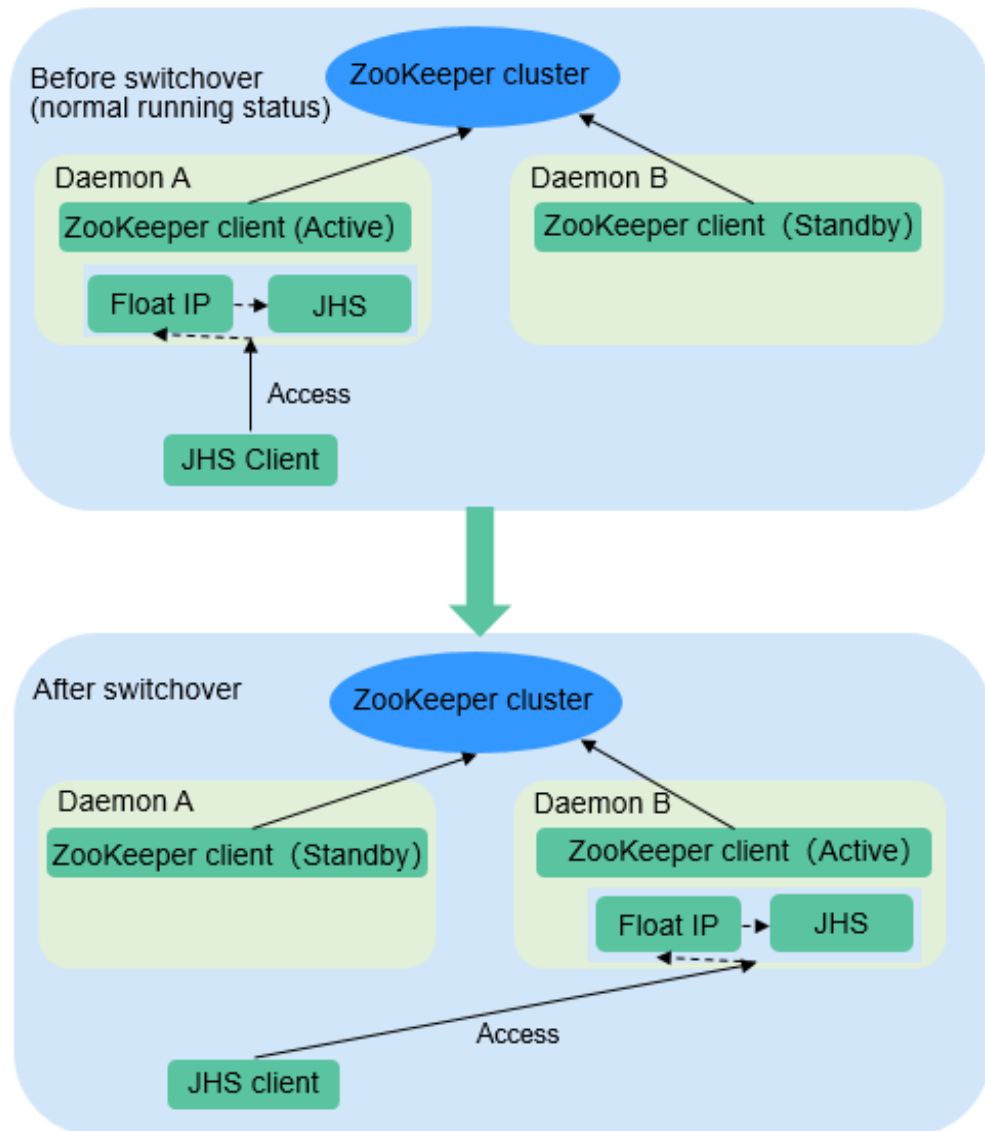 ZooKeeper cluster
Before switchover
(normal running status)
Daemon A
Daemon B
ZooKeeper client (Active）
ZooKeeper client（Standby）
Float IP
JHS
Access
JHS Client
After switchover
ZooKeeper cluster
Daemon A
Daemon B
ZooKeeper client（Standby）
ZooKeeper client（Active）
Float IP
JHS
Access
JHS client